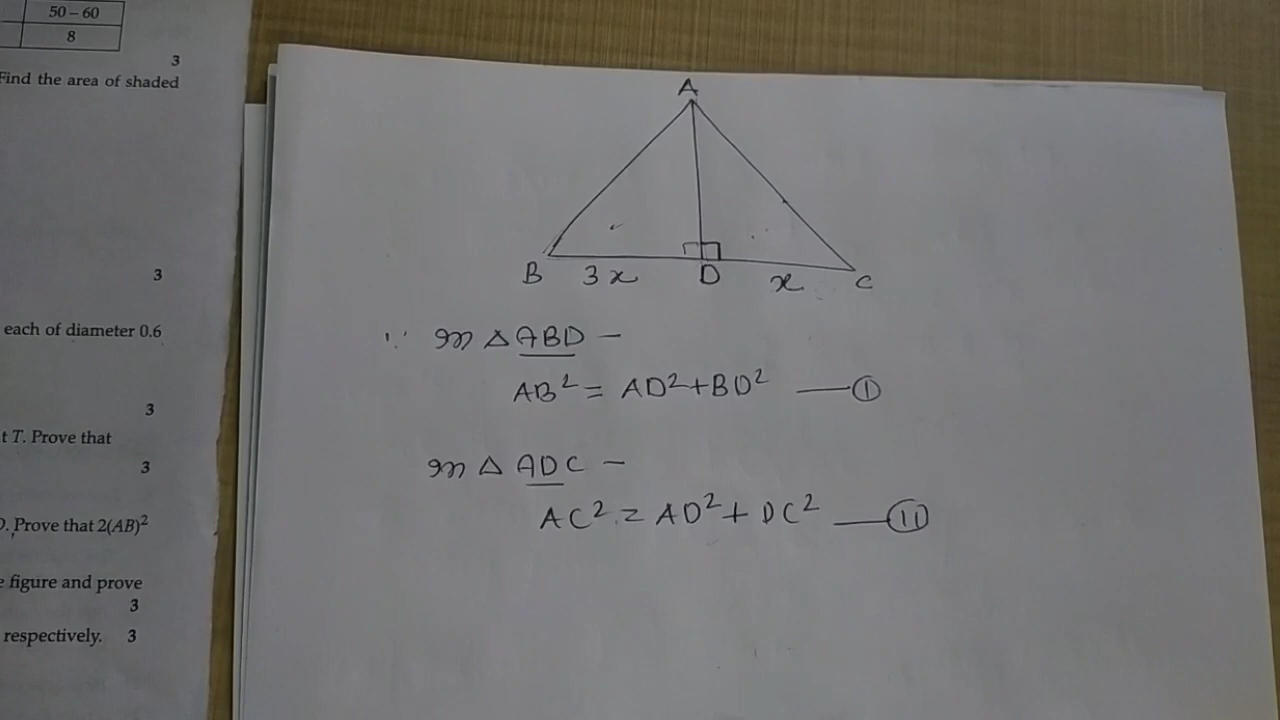 50 – 60
8
3
Find the area of shaded
3
each of diameter 0.6
3
t T. Prove that
3
D. Prove that 2(AB)²
e figure and prove
3
respectively. 3
A
B 3x D x C
∵ In △ ABD –
AB² = AD² + BD² — ①
In △ ADC –
AC² = AD² + DC² — ⑪